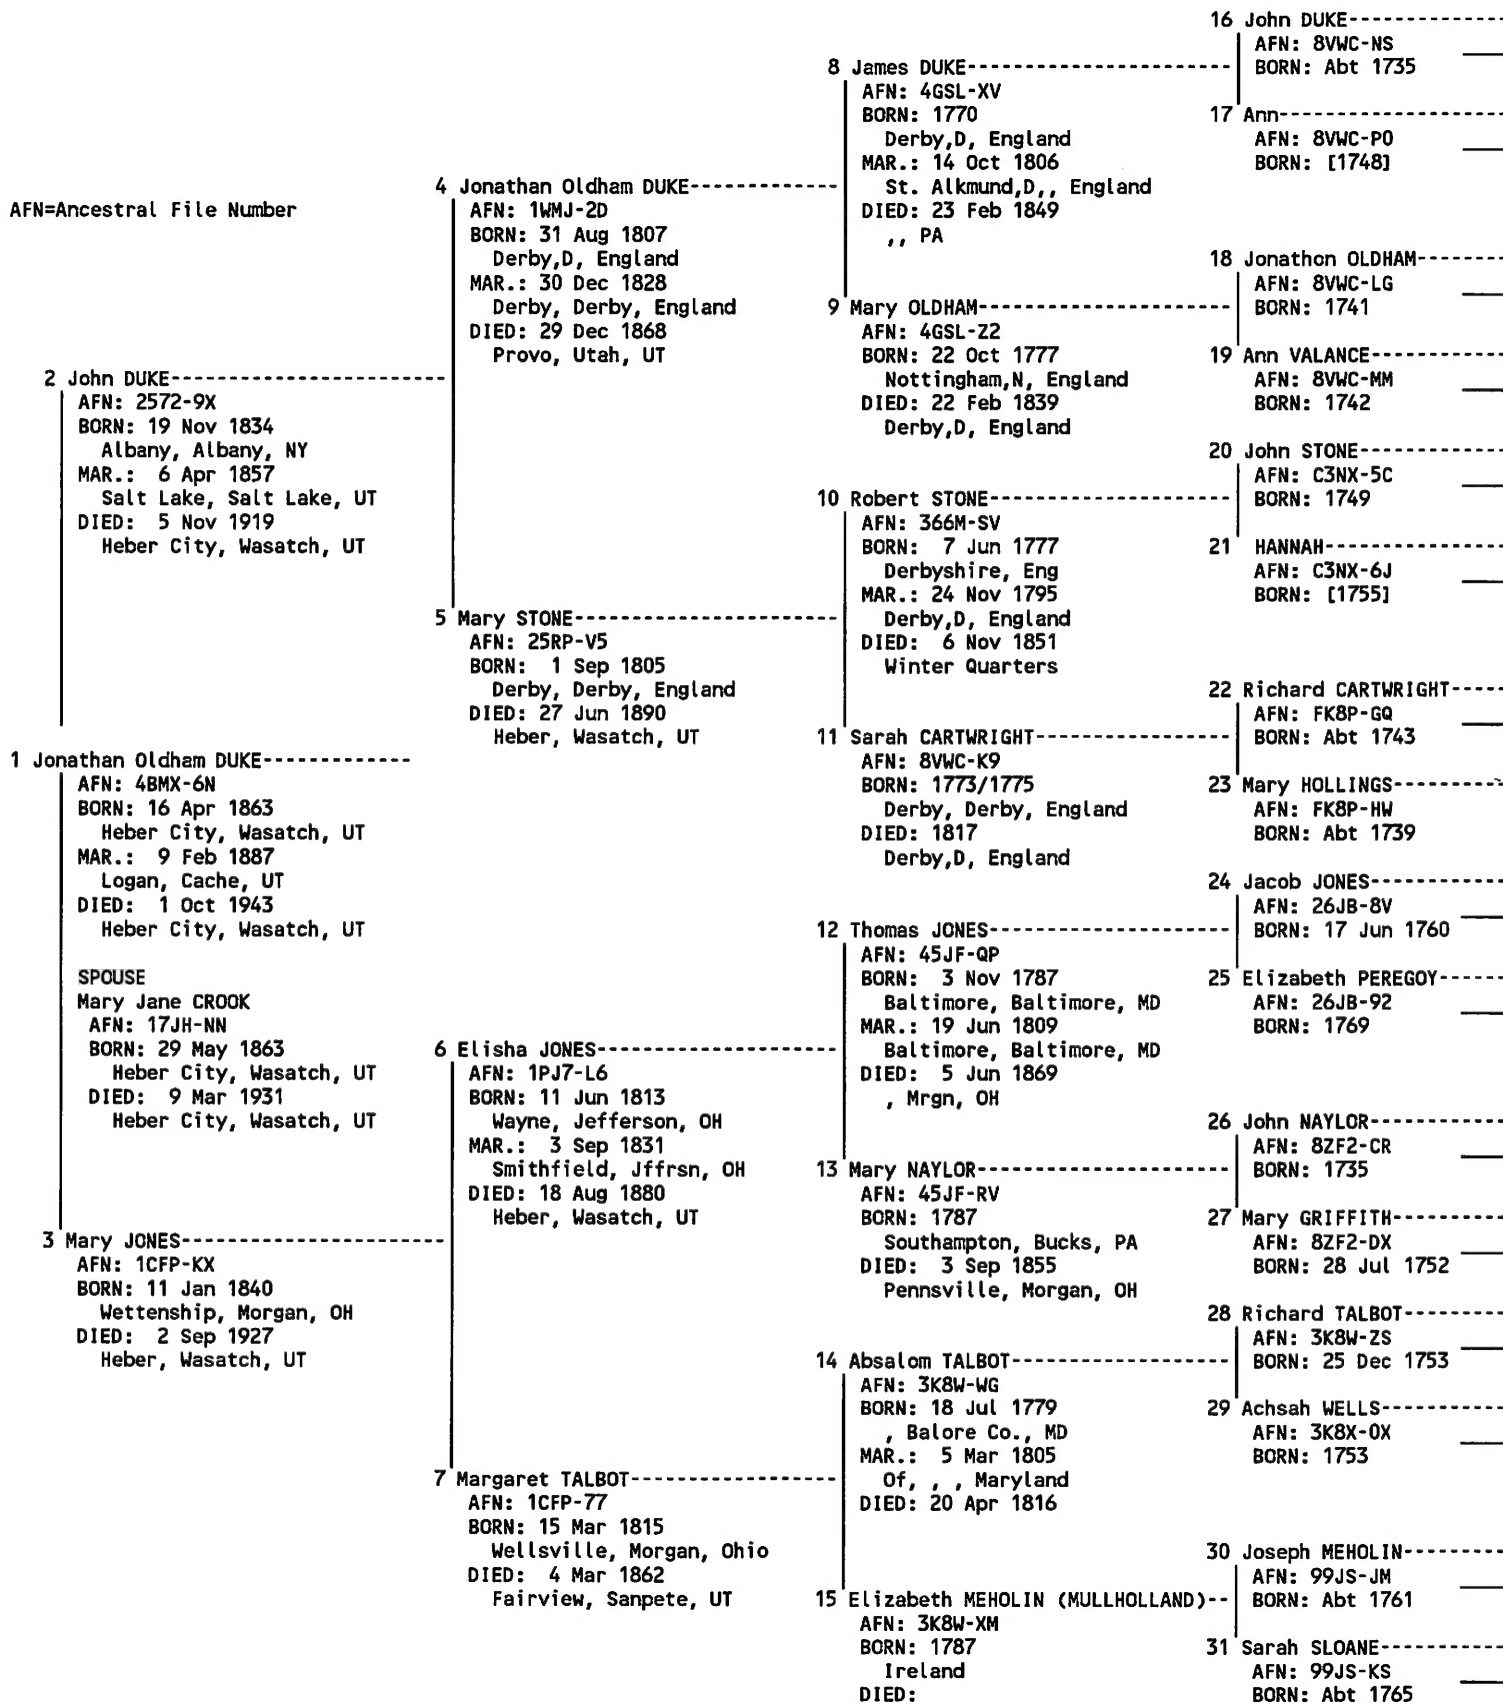 AFN=Ancestral File Number
1 Jonathan Oldham DUKE-------------
AFN: 4BMX-6N
BORN: 16 Apr 1863
Heber City, Wasatch, UT
MAR.: 9 Feb 1887
Logan, Cache, UT
DIED: 1 Oct 1943
Heber City, Wasatch, UT
SPOUSE
Mary Jane CROOK
AFN: 17JH-NN
BORN: 29 May 1863
Heber City, Wasatch, UT
DIED: 9 Mar 1931
Heber City, Wasatch, UT
2 John DUKE-----------------------
AFN: 2572-9X
BORN: 19 Nov 1834
Albany, Albany, NY
MAR.: 6 Apr 1857
Salt Lake, Salt Lake, UT
DIED: 5 Nov 1919
Heber City, Wasatch, UT
3 Mary JONES----------------------
AFN: 1CFP-KX
BORN: 11 Jan 1840
Wettenship, Morgan, OH
DIED: 2 Sep 1927
Heber, Wasatch, UT
4 Jonathan Oldham DUKE-------------
AFN: 1WMJ-2D
BORN: 31 Aug 1807
Derby,D, England
MAR.: 30 Dec 1828
Derby, Derby, England
DIED: 29 Dec 1868
Provo, Utah, UT
5 Mary STONE----------------------
AFN: 25RP-V5
BORN: 1 Sep 1805
Derby, Derby, England
DIED: 27 Jun 1890
Heber, Wasatch, UT
6 Elisha JONES--------------------
AFN: 1PJ7-L6
BORN: 11 Jun 1813
Wayne, Jefferson, OH
MAR.: 3 Sep 1831
Smithfield, Jffrsn, OH
DIED: 18 Aug 1880
Heber, Wasatch, UT
7 Margaret TALBOT-----------------
AFN: 1CFP-77
BORN: 15 Mar 1815
Wellsville, Morgan, Ohio
DIED: 4 Mar 1862
Fairview, Sanpete, UT
8 James DUKE----------------------
AFN: 4GSL-XV
BORN: 1770
Derby,D, England
MAR.: 14 Oct 1806
St. Alkmund,D,, England
DIED: 23 Feb 1849
,, PA
9 Mary OLDHAM---------------------
AFN: 4GSL-Z2
BORN: 22 Oct 1777
Nottingham,N, England
DIED: 22 Feb 1839
Derby,D, England
10 Robert STONE--------------------
AFN: 366M-SV
BORN: 7 Jun 1777
Derbyshire, Eng
MAR.: 24 Nov 1795
Derby,D, England
DIED: 6 Nov 1851
Winter Quarters
11 Sarah CARTWRIGHT----------------
AFN: 8VWC-K9
BORN: 1773/1775
Derby, Derby, England
DIED: 1817
Derby,D, England
12 Thomas JONES--------------------
AFN: 45JF-QP
BORN: 3 Nov 1787
Baltimore, Baltimore, MD
MAR.: 19 Jun 1809
Baltimore, Baltimore, MD
DIED: 5 Jun 1869
, Mrgn, OH
13 Mary NAYLOR---------------------
AFN: 45JF-RV
BORN: 1787
Southampton, Bucks, PA
DIED: 3 Sep 1855
Pennsville, Morgan, OH
14 Absalom TALBOT------------------
AFN: 3K8W-WG
BORN: 18 Jul 1779
, Balore Co., MD
MAR.: 5 Mar 1805
Of, , , Maryland
DIED: 20 Apr 1816
15 Elizabeth MEHOLIN (MULLHOLLAND)--
AFN: 3K8W-XM
BORN: 1787
Ireland
DIED:
16 John DUKE-------------
AFN: 8VWC-NS
BORN: Abt 1735
17 Ann-------------------
AFN: 8VWC-P0
BORN: [1748]
18 Jonathon OLDHAM-------
AFN: 8VWC-LG
BORN: 1741
19 Ann VALANCE-----------
AFN: 8VWC-MM
BORN: 1742
20 John STONE------------
AFN: C3NX-5C
BORN: 1749
21 HANNAH---------------
AFN: C3NX-6J
BORN: [1755]
22 Richard CARTWRIGHT-----
AFN: FK8P-GQ
BORN: Abt 1743
23 Mary HOLLINGS---------
AFN: FK8P-HW
BORN: Abt 1739
24 Jacob JONES-----------
AFN: 26JB-8V
BORN: 17 Jun 1760
25 Elizabeth PEREGOY-----
AFN: 26JB-92
BORN: 1769
26 John NAYLOR-----------
AFN: 8ZF2-CR
BORN: 1735
27 Mary GRIFFITH---------
AFN: 8ZF2-DX
BORN: 28 Jul 1752
28 Richard TALBOT--------
AFN: 3K8W-ZS
BORN: 25 Dec 1753
29 Achsah WELLS----------
AFN: 3K8X-0X
BORN: 1753
30 Joseph MEHOLIN--------
AFN: 99JS-JM
BORN: Abt 1761
31 Sarah SLOANE----------
AFN: 99JS-KS
BORN: Abt 1765